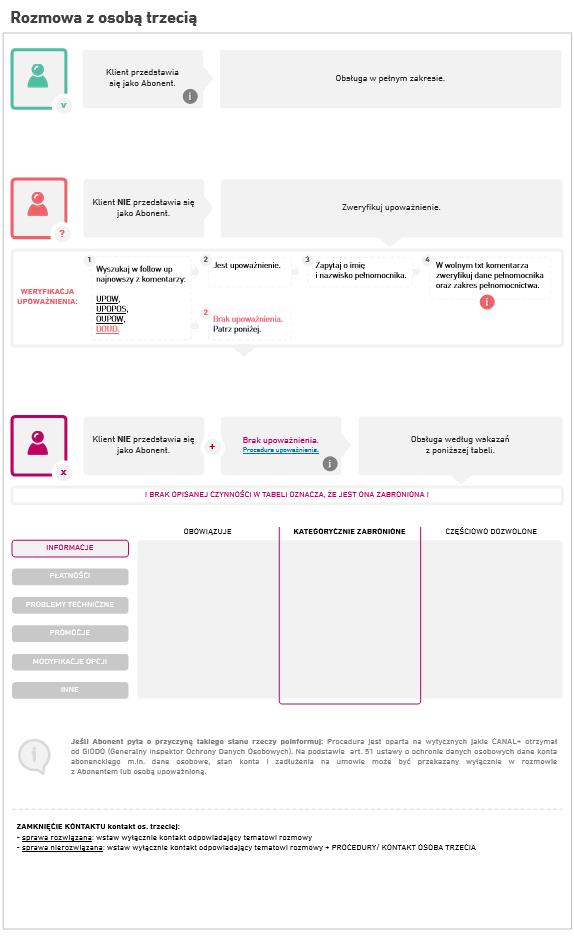 Rozmowa z osobą trzecią
Klient przedstawia
się jako Abonent.
i
Obsługa w pełnym zakresie.
v
Klient NIE przedstawia się
jako Abonent.
Zweryfikuj upoważnienie.
?
WERYFIKACJA
UPOWAŻNIENIA:
1
Wyszukaj w follow up
najnowszy z komentarzy:
UPOW,
UPOPOS,
OUPOW,
DOUD.
2
Jest upoważnienie.
3
Zapytaj o imię
i nazwisko pełnomocnika.
4
W wolnym txt komentarza
zweryfikuj dane pełnomocnika
oraz zakres pełnomocnictwa.
i
2
Brak upoważnienia.
Patrz poniżej.
Klient NIE przedstawia się
jako Abonent.
+
Brak upoważnienia.
Procedura upoważnienia.
i
Obsługa według wskazań
z poniższej tabeli.
x
! BRAK OPISANEJ CZYNNOŚCI W TABELI OZNACZA, ŻE JEST ONA ZABRONIONA !
OBOWIĄZUJE KATEGORYCZNIE ZABRONIONE CZĘŚCIOWO DOZWOLONE
INFORMACJE
PŁATNOŚCI
PROBLEMY TECHNICZNE
PROMOCJE
MODYFIKACJE OPCJI
INNE
i
Jeśli Abonent pyta o przyczynę takiego stanu rzeczy poinformuj: Procedura jest oparta na wytycznych jakie CANAL+ otrzymał
od GIODO (Generalny Inspektor Ochrony Danych Osobowych). Na podstawie art. 51 ustawy o ochronie danych osobowych dane konta
abonenckiego m.in. dane osobowe, stan konta i zadłużenia na umowie może być przekazany wyłącznie w rozmowie
z Abonentem lub osobą upoważnioną.
ZAMKNIĘCIE KONTAKTU kontakt os. trzeciej:
- sprawa rozwiązana: wstaw wyłącznie kontakt odpowiadający tematowi rozmowy
- sprawa nierozwiązana: wstaw wyłącznie kontakt odpowiadający tematowi rozmowy + PROCEDURY/ KONTAKT OSOBA TRZECIA